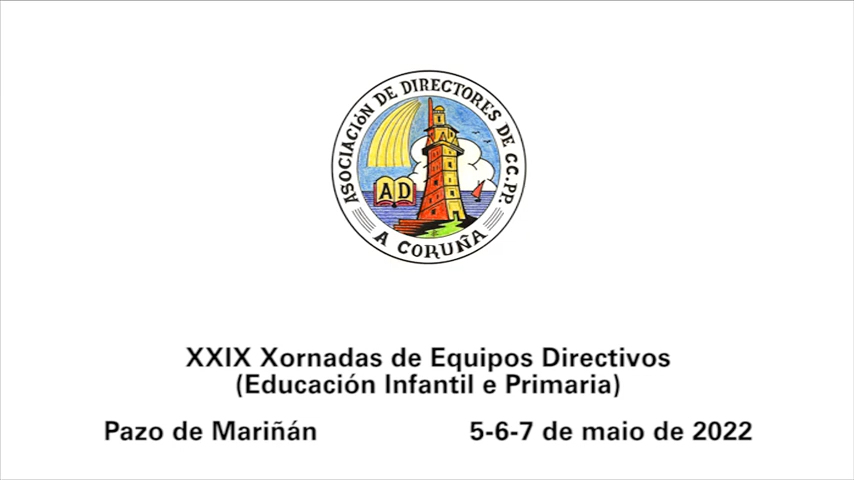 ASOCIACIÓN DE DIRECTORES DE CC.PP.
AD
A CORUÑA
XXIX Xornadas de Equipos Directivos
(Educación Infantil e Primaria)
Pazo de Mariñán
5-6-7 de maio de 2022